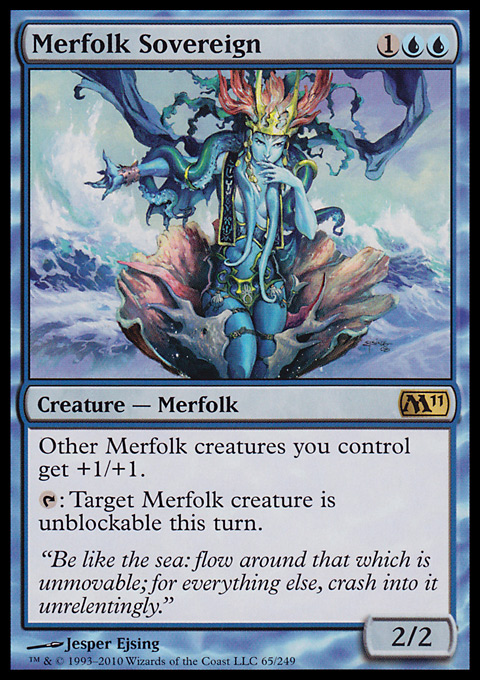 Merfolk Sovereign 1
Creature — Merfolk M11
Other Merfolk creatures you control
get +1/+1.
: Target Merfolk creature is
unblockable this turn.
“Be like the sea: flow around that which is
unmovable; for everything else, crash into it
unrelentingly.”
Jesper Ejsing
2/2
™ & © 1993–2010 Wizards of the Coast LLC 65/249